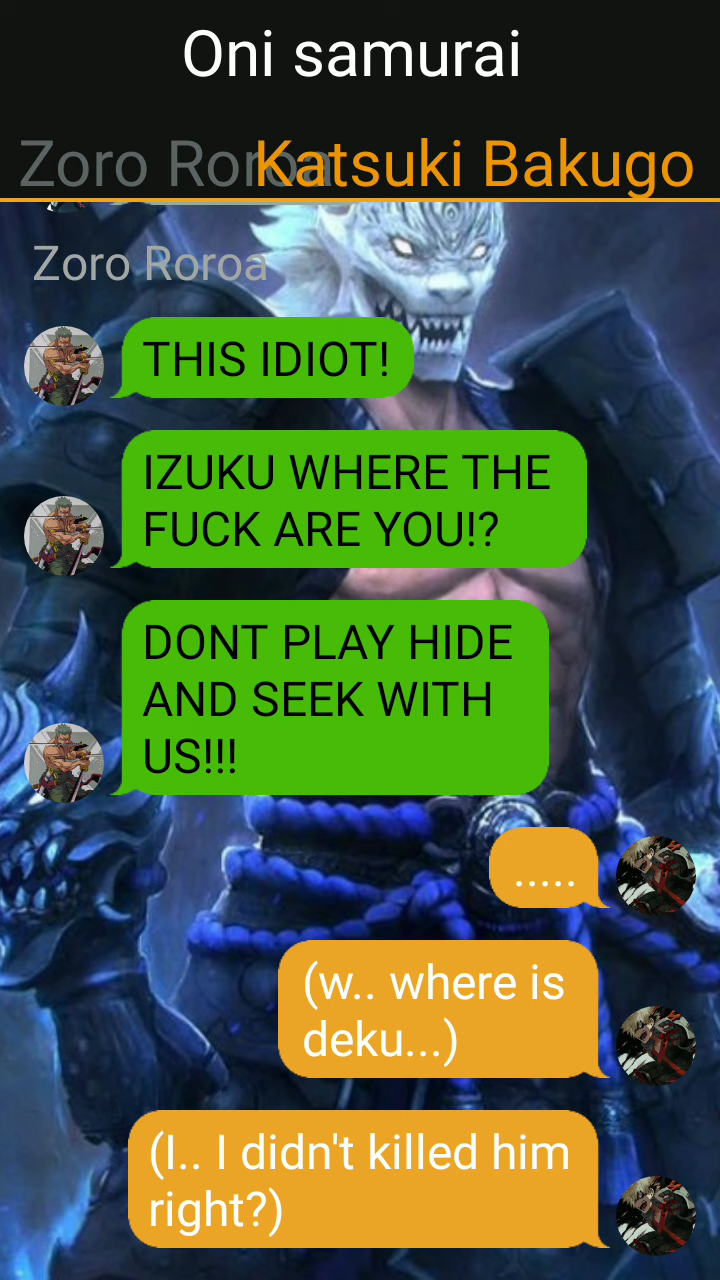 Oni samurai
Zoro Roroa Katsuki Bakugo
Zoro Roroa
THIS IDIOT!
IZUKU WHERE THE
FUCK ARE YOU!?
DONT PLAY HIDE
AND SEEK WITH
US!!!
.....
(w.. where is
deku...)
(I.. I didn't killed him
right?)